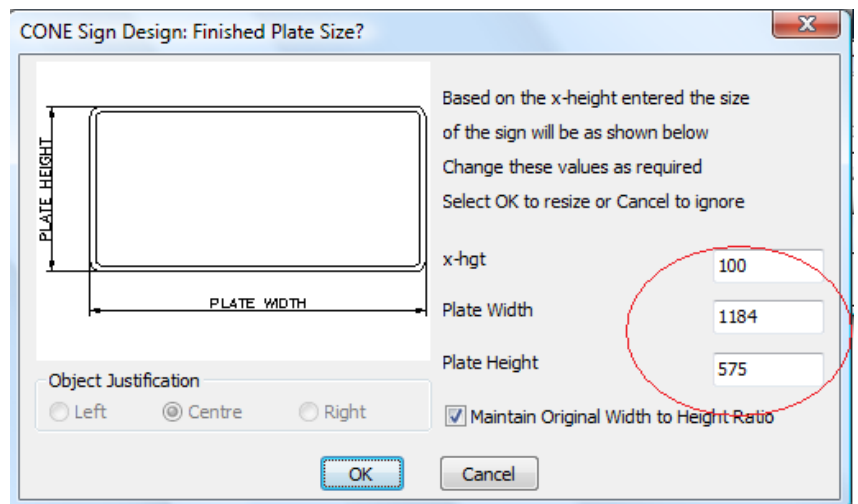 CONE Sign Design: Finished Plate Size?
X
PLATE HEIGHT
PLATE WIDTH
Based on the x-height entered the size
of the sign will be as shown below
Change these values as required
Select OK to resize or Cancel to ignore
x-hgt 100
Plate Width 1184
Plate Height 575
Object Justification
Left Centre Right
Maintain Original Width to Height Ratio
OK Cancel